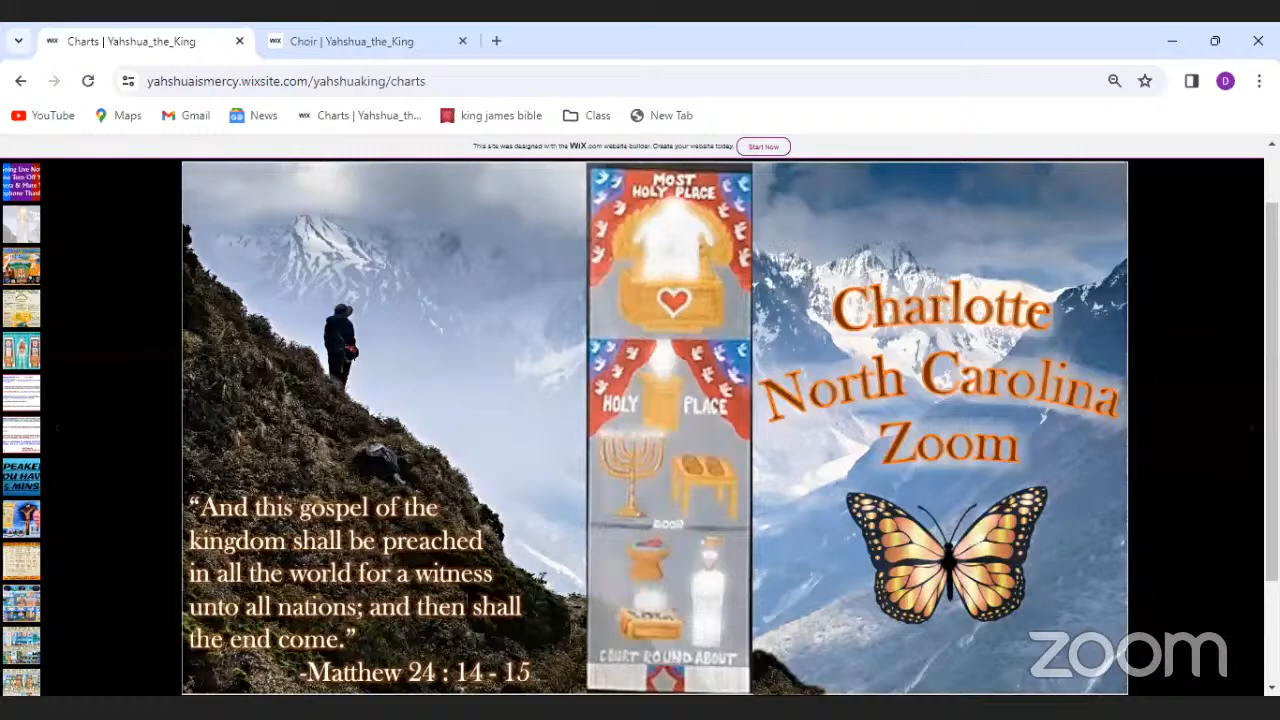 Charts | Yahshua_the_King
Choir | Yahshua_the_King
yahshuaismercy.wixsite.com/yahshuaking/charts
D
YouTube
Maps
Gmail
News
WIX Charts | Yahshua_th...
king james bible
Class
New Tab
This site was designed with the WIX.com website builder. Create your website today.
Start Now
MOST
HOLY PLACE
HOLY PLACE
DOOR
COURT ROUND ABOUT
Charlotte
North Carolina
Zoom
“And this gospel of the
kingdom shall be preached
in all the world for a witness
unto all nations; and then shall
the end come.”
-Matthew 24 : 14 - 15
zoom